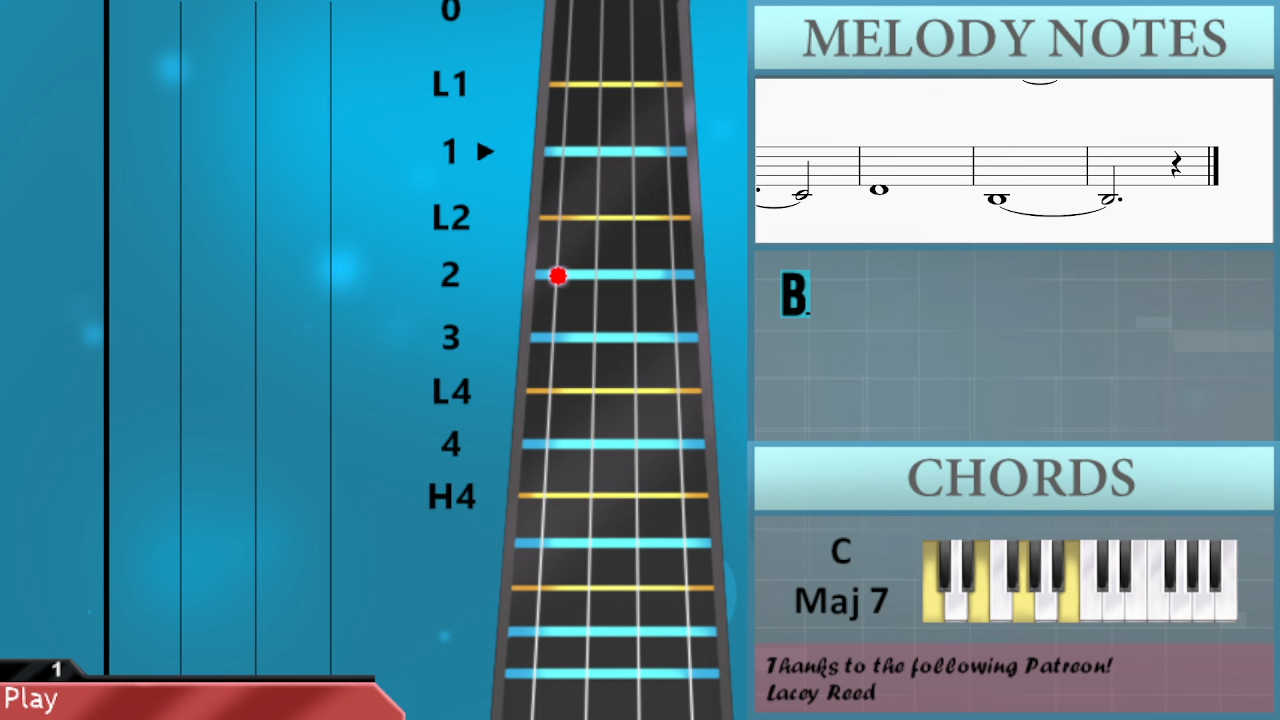 0
L1
1
L2
2
3
L4
4
H4
1
Play
MELODY NOTES
B.
CHORDS
C
Maj 7
Thanks to the following Patreon!
Lacey Reed